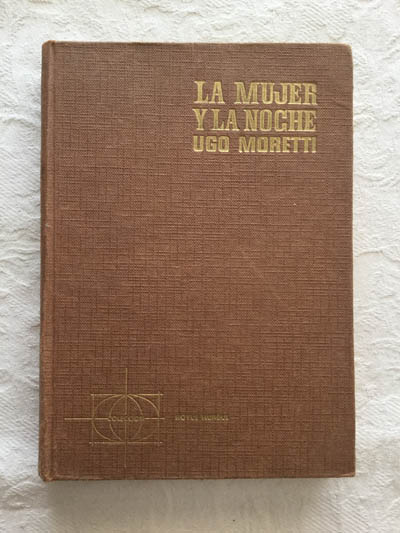 LA MUJER
Y LA NOCHE
UGO MORETTI